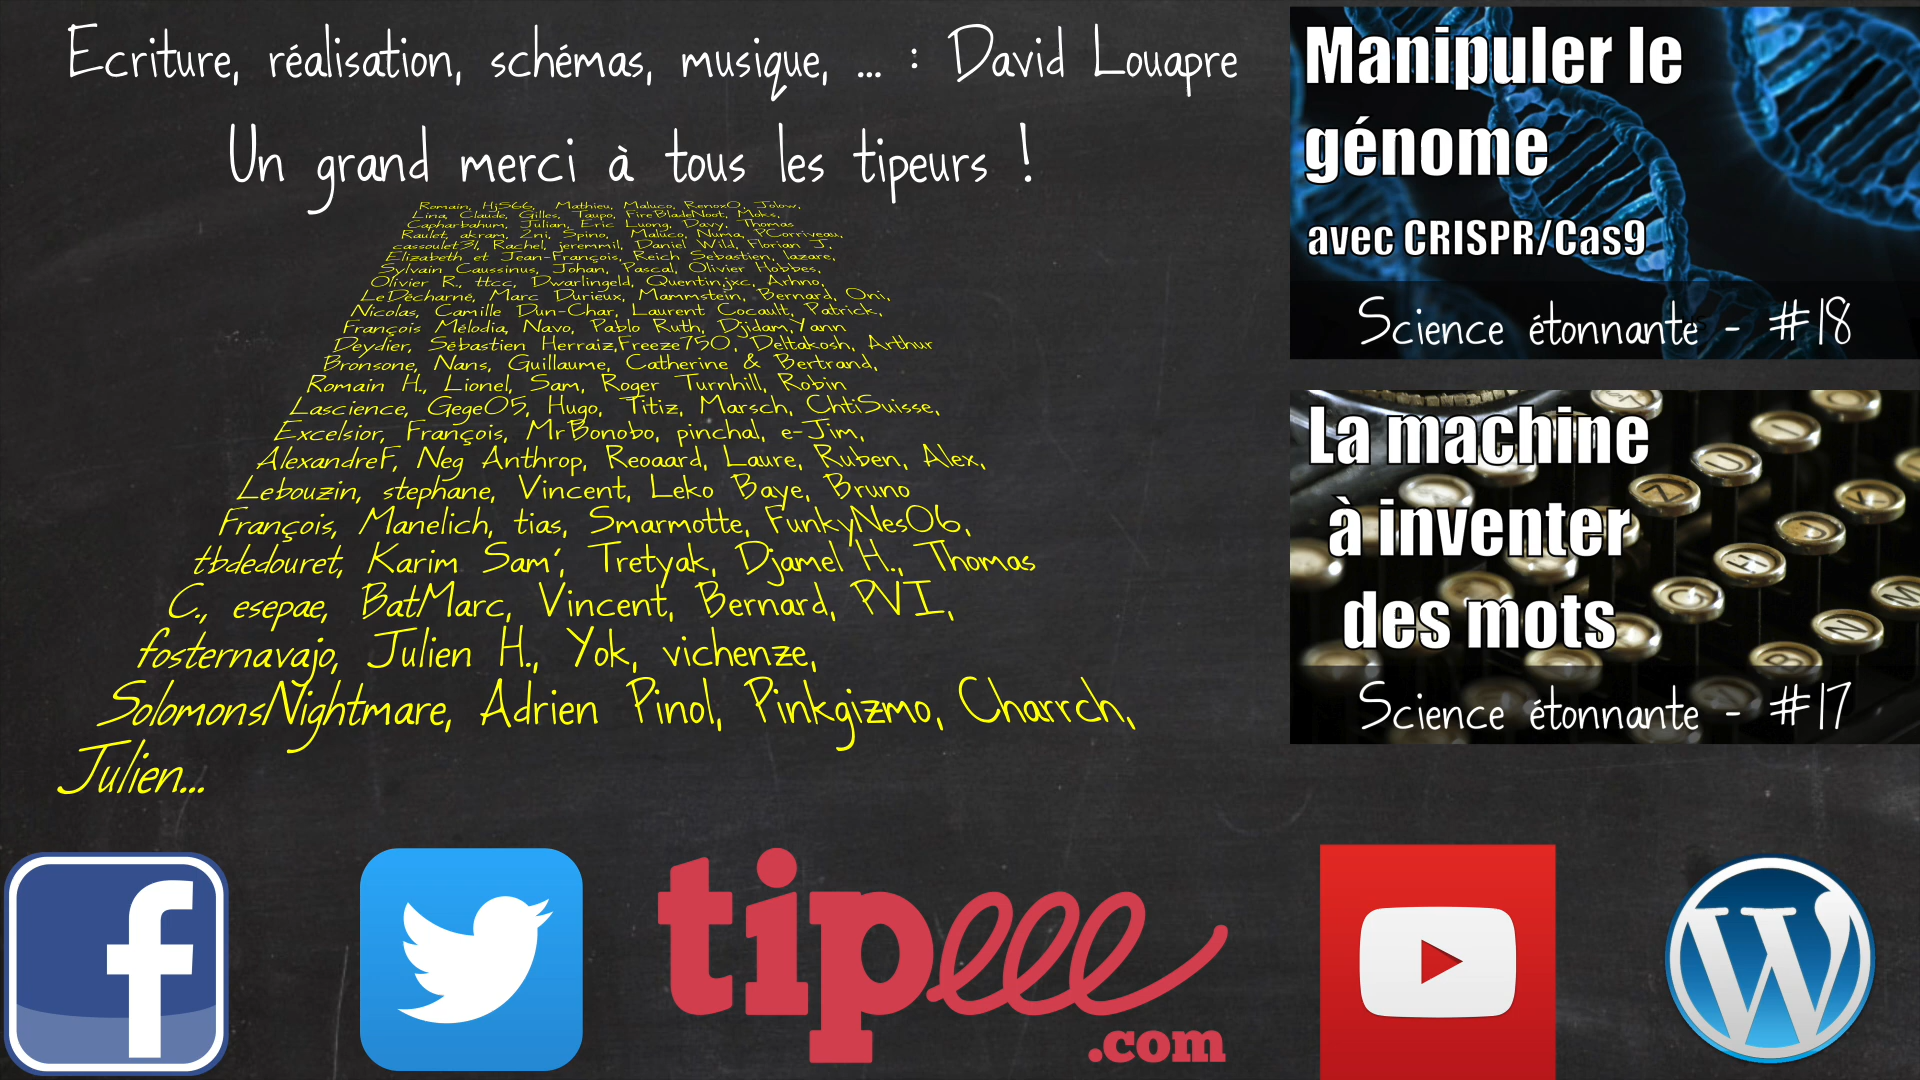 Ecriture, réalisation, schémas, musique, ... : David Louapre
Un grand merci à tous les tipeurs !
Romain, HjS66, Mathieu, Maluco, RenoxO, Jolow,
Lina, Claude, Gilles, Taupo, FireBladeNoot, Moks,
Capharbahum, Julian, Eric Luong, Davy, Thomas
Raulet, akram, 2ni, Spino, Maluco, Numa, PCorriveau,
cassoulet31, Rachel, jeremmil, Daniel Wild, Florian J.,
Elizabeth et Jean-François, Reich Sebastien, lazare,
Sylvain Caussinus, Johan, Pascal, Olivier Hobbes,
Olivier R., ttcc, Dwarlingeld, Quentin,jxc, Arhno,
LeDécharné, Marc Durieux, Mammstein, Bernard, Oni,
Nicolas, Camille Dun-Char, Laurent Cocault, Patrick,
François Mélodia, Navo, Pablo Ruth, Djidam,Yann
Deydier, Sébastien Herraiz,Freeze750, Deltakosh, Arthur
Bronsone, Nans, Guillaume, Catherine & Bertrand,
Romain H., Lionel, Sam, Roger Turnhill, Robin
Lascience, Gege05, Hugo, Titiz, Marsch, ChtiSuisse,
Excelsior, François, MrBonobo, pinchal, e-Jim,
AlexandreF, Neg Anthrop, Reoaard, Laure, Ruben, Alex,
Lebouzin, stephane, Vincent, Leko Baye, Bruno
François, Manelich, tias, Smarmotte, FunkyNes06,
tbdedouret, Karim Sam', Tretyak, Djamel H., Thomas
C., esepae, BatMarc, Vincent, Bernard, PVI,
fosternavajo, Julien H., Yok, vichenze,
SolomonsNightmare, Adrien Pinol, Pinkgizmo, Charrch,
Julien...
Manipuler le
génome
avec CRISPR/Cas9
Science étonnante - #18
La machine
à inventer
des mots
Science étonnante - #17
tipeee
.com